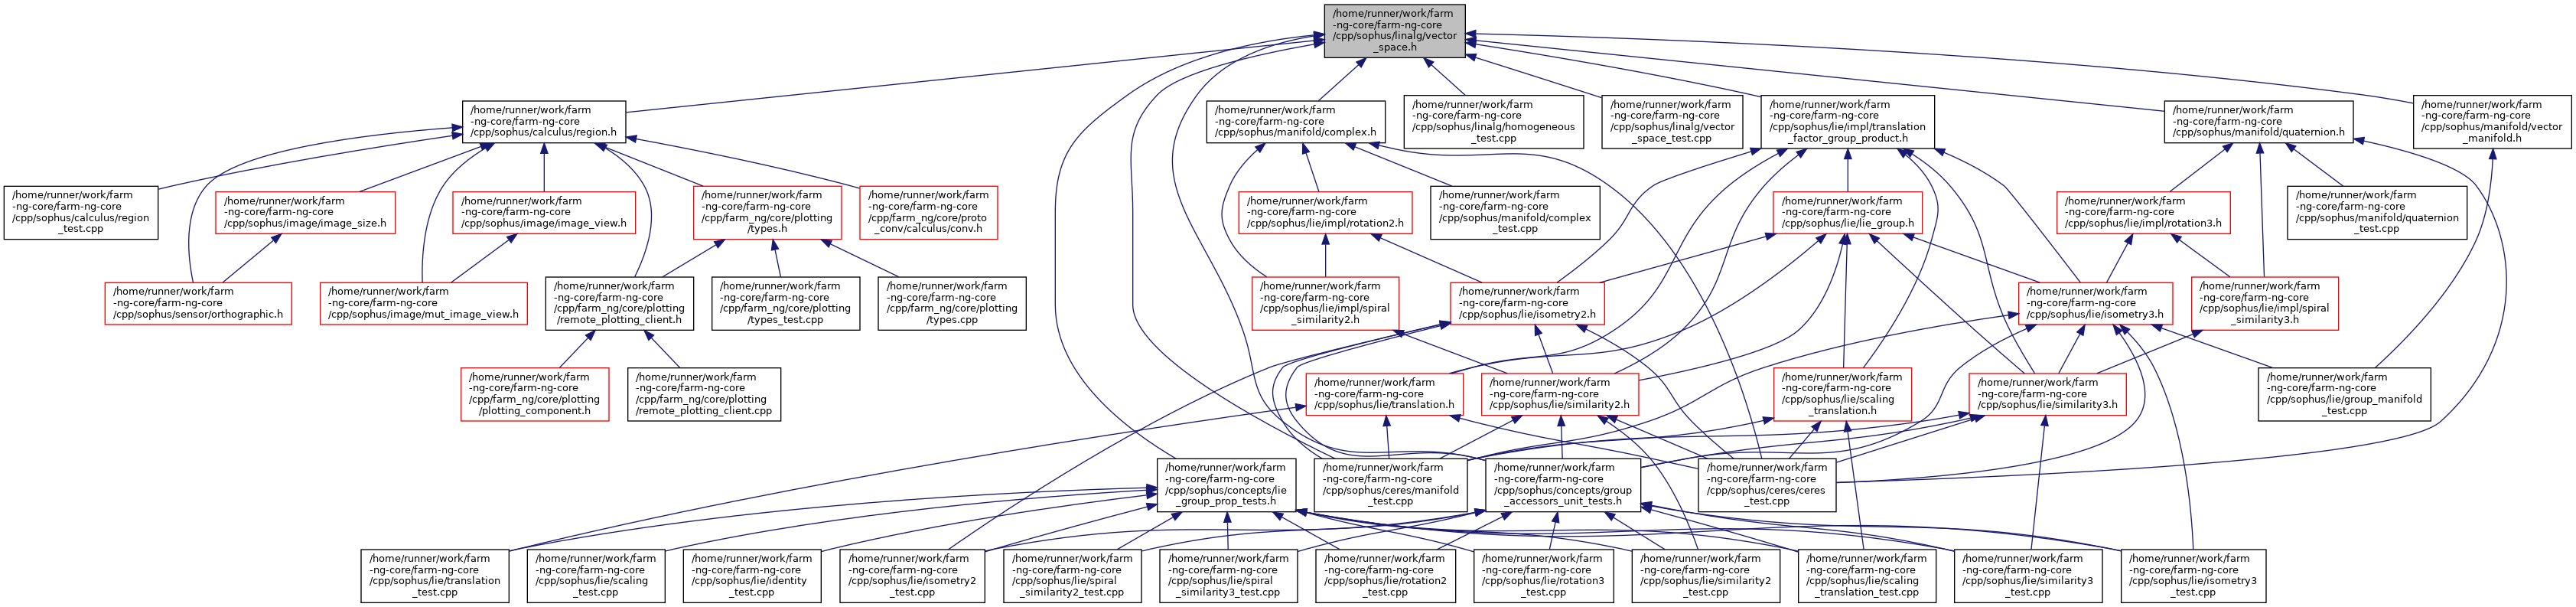 /home/runner/work/farm
-ng-core/farm-ng-core
/cpp/sophus/linalg/vector
_space.h
/home/runner/work/farm
-ng-core/farm-ng-core
/cpp/sophus/calculus/region.h
/home/runner/work/farm
-ng-core/farm-ng-core
/cpp/sophus/manifold/complex.h
/home/runner/work/farm
-ng-core/farm-ng-core
/cpp/sophus/linalg/homogeneous
_test.cpp
/home/runner/work/farm
-ng-core/farm-ng-core
/cpp/sophus/linalg/vector
_space_test.cpp
/home/runner/work/farm
-ng-core/farm-ng-core
/cpp/sophus/lie/impl/translation
_factor_group_product.h
/home/runner/work/farm
-ng-core/farm-ng-core
/cpp/sophus/manifold/quaternion.h
/home/runner/work/farm
-ng-core/farm-ng-core
/cpp/sophus/manifold/vector
_manifold.h
/home/runner/work/farm
-ng-core/farm-ng-core
/cpp/sophus/calculus/region
_test.cpp
/home/runner/work/farm
-ng-core/farm-ng-core
/cpp/sophus/image/image_size.h
/home/runner/work/farm
-ng-core/farm-ng-core
/cpp/sophus/image/image_view.h
/home/runner/work/farm
-ng-core/farm-ng-core
/cpp/farm_ng/core/plotting
/types.h
/home/runner/work/farm
-ng-core/farm-ng-core
/cpp/farm_ng/core/proto
_conv/calculus/conv.h
/home/runner/work/farm
-ng-core/farm-ng-core
/cpp/sophus/lie/impl/rotation2.h
/home/runner/work/farm
-ng-core/farm-ng-core
/cpp/sophus/manifold/complex
_test.cpp
/home/runner/work/farm
-ng-core/farm-ng-core
/cpp/sophus/lie/lie_group.h
/home/runner/work/farm
-ng-core/farm-ng-core
/cpp/sophus/lie/impl/rotation3.h
/home/runner/work/farm
-ng-core/farm-ng-core
/cpp/sophus/manifold/quaternion
_test.cpp
/home/runner/work/farm
-ng-core/farm-ng-core
/cpp/sophus/sensor/orthographic.h
/home/runner/work/farm
-ng-core/farm-ng-core
/cpp/sophus/image/mut_image_view.h
/home/runner/work/farm
-ng-core/farm-ng-core
/cpp/farm_ng/core/plotting
/remote_plotting_client.h
/home/runner/work/farm
-ng-core/farm-ng-core
/cpp/farm_ng/core/plotting
/types_test.cpp
/home/runner/work/farm
-ng-core/farm-ng-core
/cpp/farm_ng/core/plotting
/types.cpp
/home/runner/work/farm
-ng-core/farm-ng-core
/cpp/sophus/lie/impl/spiral
_similarity2.h
/home/runner/work/farm
-ng-core/farm-ng-core
/cpp/sophus/lie/isometry2.h
/home/runner/work/farm
-ng-core/farm-ng-core
/cpp/sophus/lie/isometry3.h
/home/runner/work/farm
-ng-core/farm-ng-core
/cpp/sophus/lie/impl/spiral
_similarity3.h
/home/runner/work/farm
-ng-core/farm-ng-core
/cpp/farm_ng/core/plotting
/plotting_component.h
/home/runner/work/farm
-ng-core/farm-ng-core
/cpp/farm_ng/core/plotting
/remote_plotting_client.cpp
/home/runner/work/farm
-ng-core/farm-ng-core
/cpp/sophus/lie/translation.h
/home/runner/work/farm
-ng-core/farm-ng-core
/cpp/sophus/lie/similarity2.h
/home/runner/work/farm
-ng-core/farm-ng-core
/cpp/sophus/lie/scaling
_translation.h
/home/runner/work/farm
-ng-core/farm-ng-core
/cpp/sophus/lie/similarity3.h
/home/runner/work/farm
-ng-core/farm-ng-core
/cpp/sophus/lie/group_manifold
_test.cpp
/home/runner/work/farm
-ng-core/farm-ng-core
/cpp/sophus/concepts/lie
_group_prop_tests.h
/home/runner/work/farm
-ng-core/farm-ng-core
/cpp/sophus/ceres/manifold
_test.cpp
/home/runner/work/farm
-ng-core/farm-ng-core
/cpp/sophus/concepts/group
_accessors_unit_tests.h
/home/runner/work/farm
-ng-core/farm-ng-core
/cpp/sophus/ceres/ceres
_test.cpp
/home/runner/work/farm
-ng-core/farm-ng-core
/cpp/sophus/lie/translation
_test.cpp
/home/runner/work/farm
-ng-core/farm-ng-core
/cpp/sophus/lie/scaling
_test.cpp
/home/runner/work/farm
-ng-core/farm-ng-core
/cpp/sophus/lie/identity
_test.cpp
/home/runner/work/farm
-ng-core/farm-ng-core
/cpp/sophus/lie/isometry2
_test.cpp
/home/runner/work/farm
-ng-core/farm-ng-core
/cpp/sophus/lie/spiral
_similarity2_test.cpp
/home/runner/work/farm
-ng-core/farm-ng-core
/cpp/sophus/lie/spiral
_similarity3_test.cpp
/home/runner/work/farm
-ng-core/farm-ng-core
/cpp/sophus/lie/rotation2
_test.cpp
/home/runner/work/farm
-ng-core/farm-ng-core
/cpp/sophus/lie/rotation3
_test.cpp
/home/runner/work/farm
-ng-core/farm-ng-core
/cpp/sophus/lie/similarity2
_test.cpp
/home/runner/work/farm
-ng-core/farm-ng-core
/cpp/sophus/lie/scaling
_translation_test.cpp
/home/runner/work/farm
-ng-core/farm-ng-core
/cpp/sophus/lie/similarity3
_test.cpp
/home/runner/work/farm
-ng-core/farm-ng-core
/cpp/sophus/lie/isometry3
_test.cpp